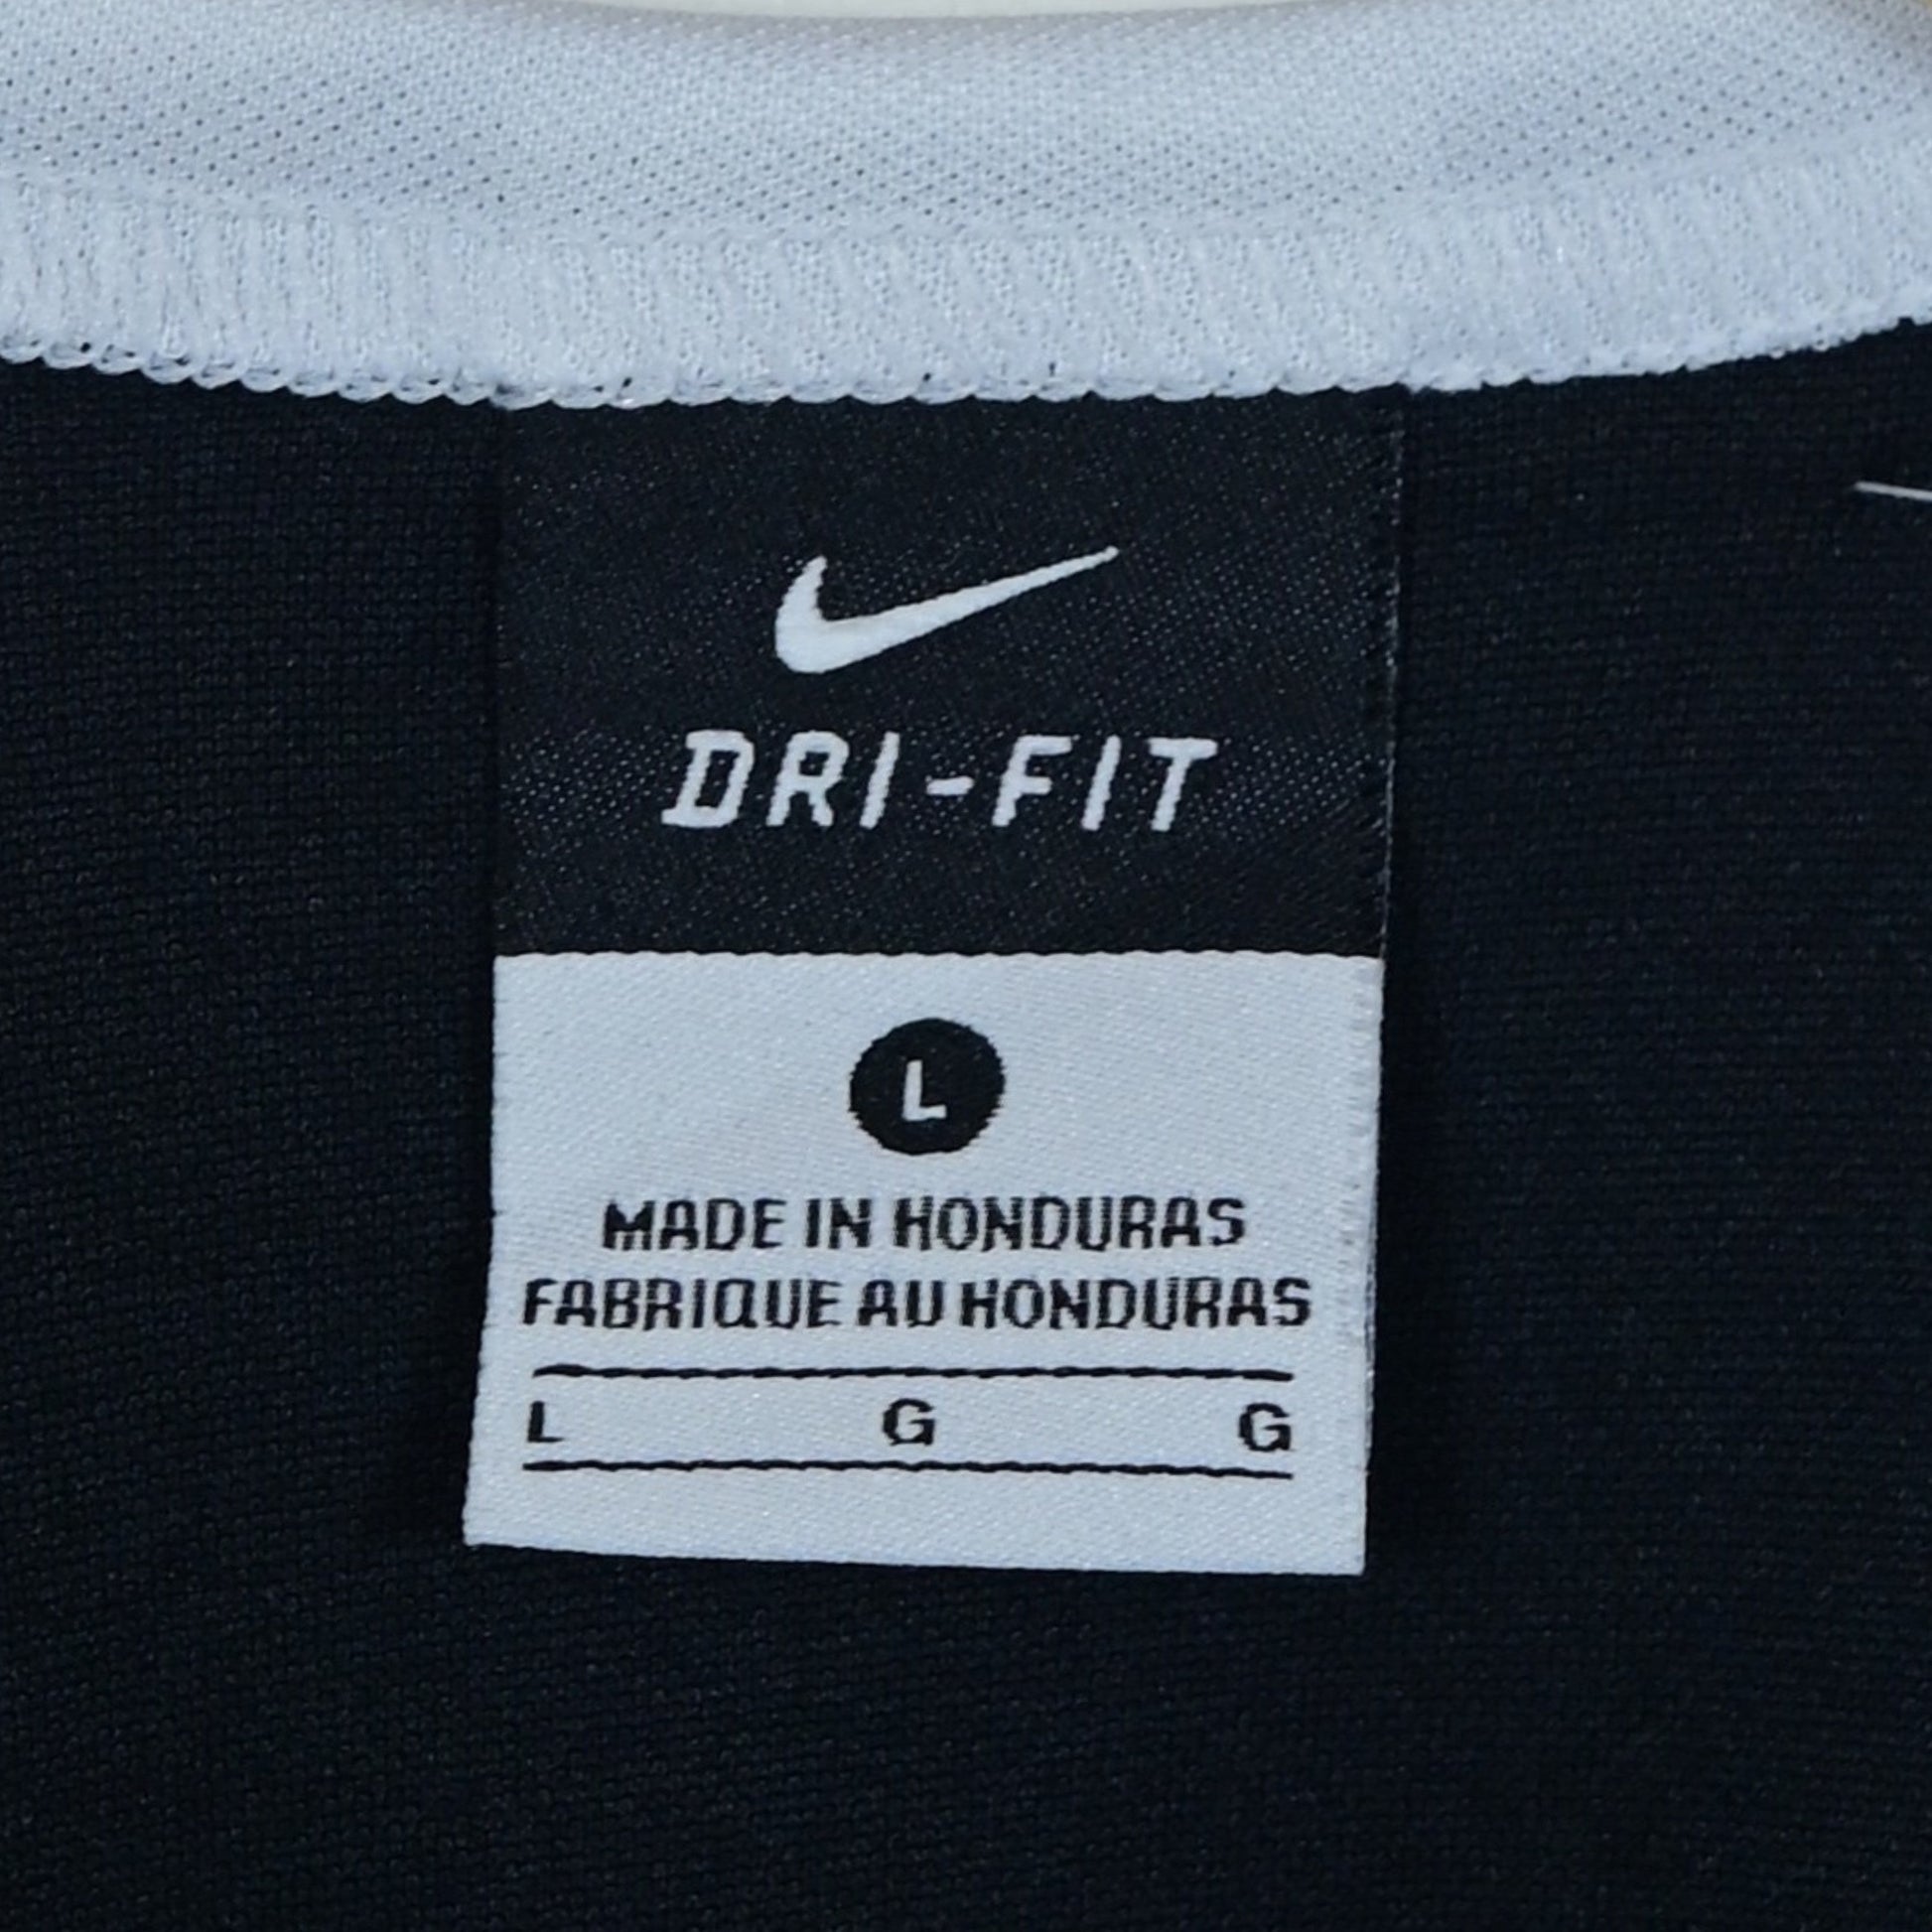 DRI-FIT
L
MADE IN HONDURAS
FABRIQUE AU HONDURAS
L G G